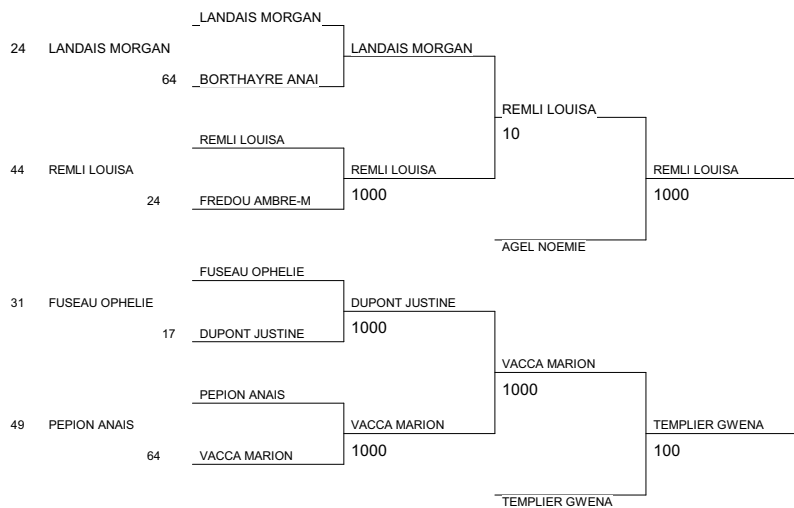 LANDAIS MORGAN
24 LANDAIS MORGAN LANDAIS MORGAN
64 BORTHAYRE ANAI
REMLI LOUISA
10
REMLI LOUISA
44 REMLI LOUISA REMLI LOUISA REMLI LOUISA
1000 1000
24 FREDOU AMBRE-M
AGEL NOEMIE
FUSEAU OPHELIE
31 FUSEAU OPHELIE DUPONT JUSTINE
1000
17 DUPONT JUSTINE
VACCA MARION
1000
PEPION ANAIS
49 PEPION ANAIS VACCA MARION TEMPLIER GWENA
1000 100
64 VACCA MARION
TEMPLIER GWENA